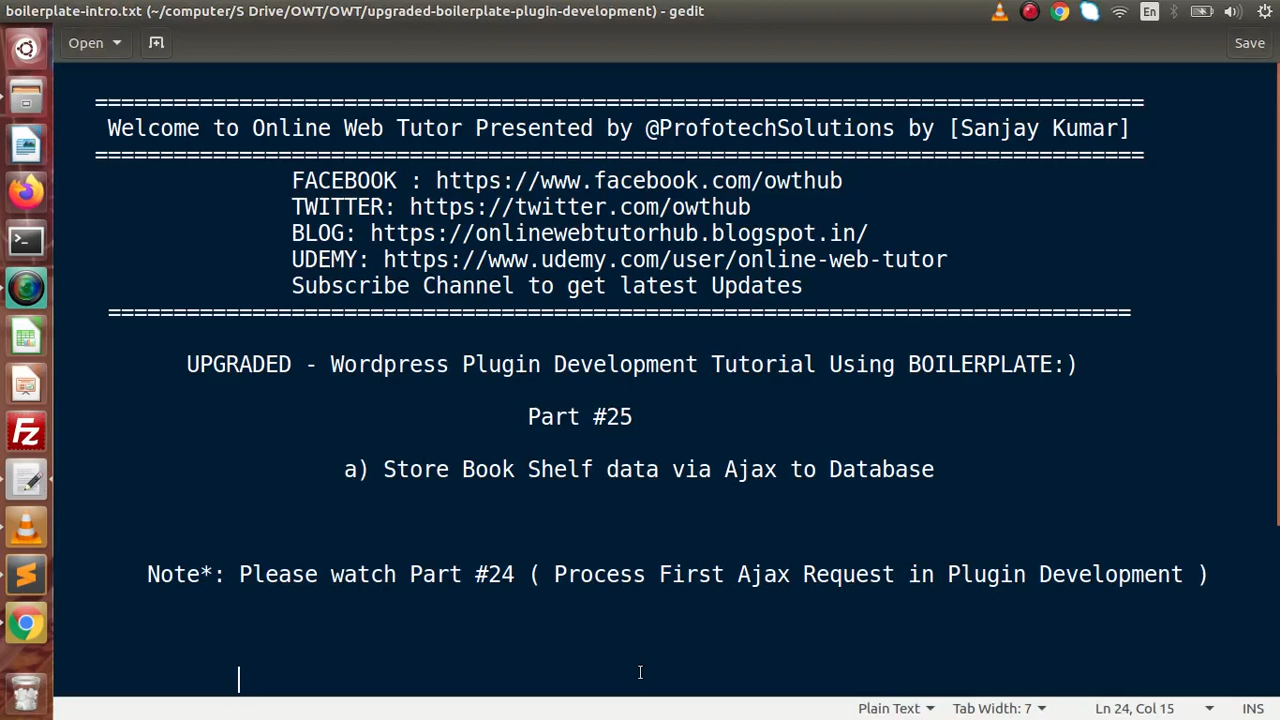 boilerplate-intro.txt (~/computer/S Drive/OWT/OWT/upgraded-boilerplate-plugin-development) - gedit
En
Open
Save
================================================================================
Welcome to Online Web Tutor Presented by @ProfotechSolutions by [Sanjay Kumar]
================================================================================
FACEBOOK : https://www.facebook.com/owthub
TWITTER: https://twitter.com/owthub
BLOG: https://onlinewebtutorhub.blogspot.in/
UDEMY: https://www.udemy.com/user/online-web-tutor
Subscribe Channel to get latest Updates
==============================================================================
UPGRADED - Wordpress Plugin Development Tutorial Using BOILERPLATE:)
Part #25
a) Store Book Shelf data via Ajax to Database
Note*: Please watch Part #24 ( Process First Ajax Request in Plugin Development )
Plain Text
Tab Width: 7
Ln 24, Col 15
INS